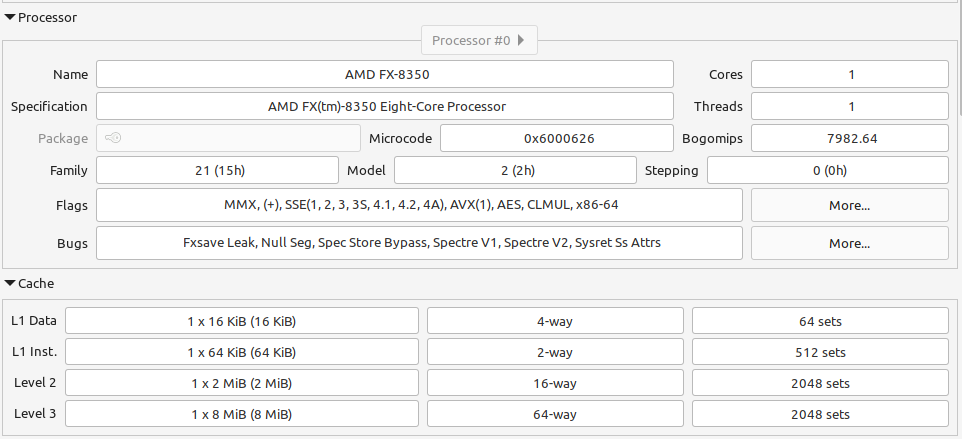 Processor
Processor #0
Name AMD FX-8350 Cores 1
Specification AMD FX(tm)-8350 Eight-Core Processor Threads 1
Package Microcode 0x6000626 Bogomips 7982.64
Family 21 (15h) Model 2 (2h) Stepping 0 (0h)
Flags MMX, (+), SSE(1, 2, 3, 3S, 4.1, 4.2, 4A), AVX(1), AES, CLMUL, x86-64 More...
Bugs Fxsave Leak, Null Seg, Spec Store Bypass, Spectre V1, Spectre V2, Sysret Ss Attrs More...
Cache
L1 Data 1 x 16 KiB (16 KiB) 4-way 64 sets
L1 Inst. 1 x 64 KiB (64 KiB) 2-way 512 sets
Level 2 1 x 2 MiB (2 MiB) 16-way 2048 sets
Level 3 1 x 8 MiB (8 MiB) 64-way 2048 sets